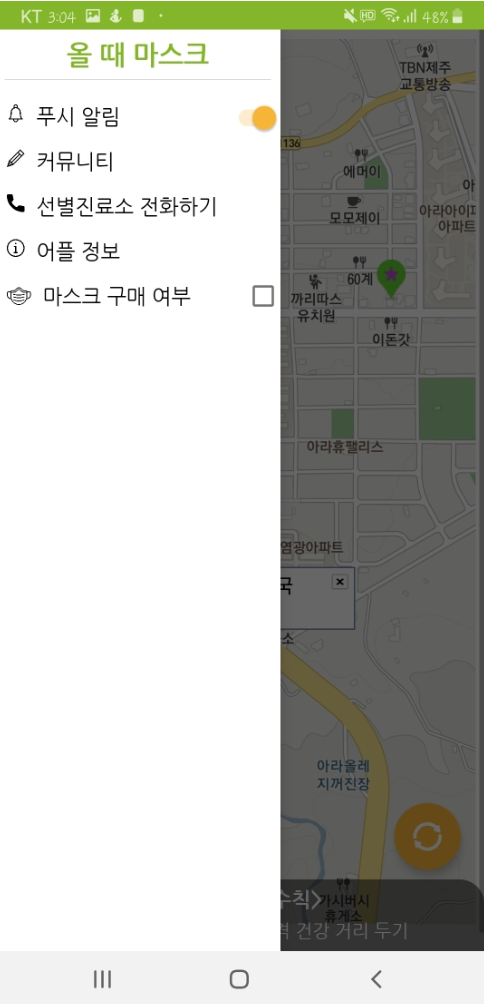 KT 3:04
HD 48%
올 때 마스크
푸시 알림
커뮤니티
선별진료소 전화하기
어플 정보
마스크 구매 여부
TBN제주
교통방송
136
에머이
모모제이
아라아이파
아파트
60계
까리따스
유치원
이돈갓
아라휴팰리스
염광아파트
국
소
아라올레
지꺼진장
수칙>
가시버시
휴게소
격 건강 거리 두기